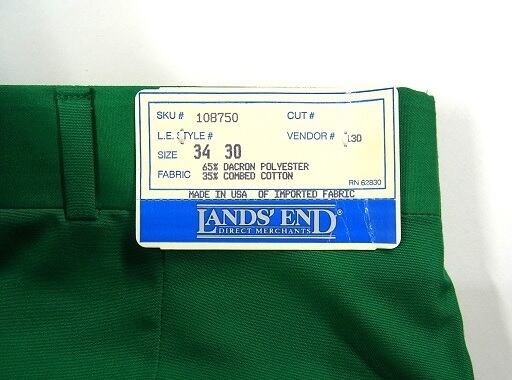 SKU # 108750 CUT #
L.E. STYLE # VENDOR # 130
SIZE 34 30
65% DACRON POLYESTER
FABRIC 35% COMBED COTTON
RN 62830
MADE IN USA OF IMPORTED FABRIC
LANDS' END®
DIRECT MERCHANTS